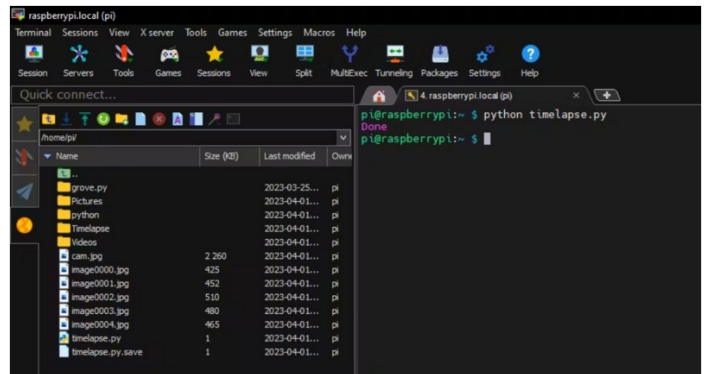 raspberrypi.local (pi)
Terminal Sessions View X server Tools Games Settings Macros Help
Session Servers Tools Games Sessions View Split MultiExec Tunneling Packages Settings Help
Quick connect...
4. raspberrypi.local (pi)
/home/pi/
Name Size (KB) Last modified Owne
..
grove.py 2023-03-25... pi
Pictures 2023-04-01... pi
python 2023-04-01... pi
Timelapse 2023-04-01... pi
Videos 2023-04-01... pi
cam.jpg 2 260 2023-04-01... pi
image0000.jpg 425 2023-04-01... pi
image0001.jpg 452 2023-04-01... pi
image0002.jpg 510 2023-04-01... pi
image0003.jpg 480 2023-04-01... pi
image0004.jpg 465 2023-04-01... pi
timelapse.py 1 2023-04-01... pi
timelapse.py.save 1 2023-04-01... pi
pi@raspberrypi:~ $ python timelapse.py
Done
pi@raspberrypi:~ $